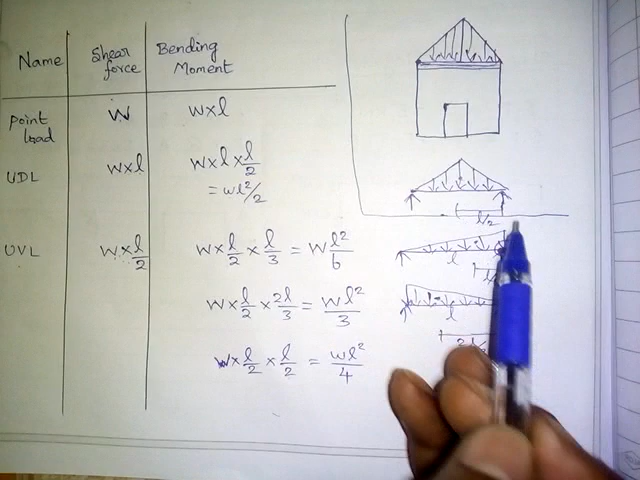 Name Shear force Bending Moment
Point load W W×l
UDL W×l W×l×l/2
= wl²/2
l/2
UVL W×l/2 W×l/2×l/3 = W l²/6
l
W×l/2×2l/3 = Wl²/3
l
W×l/2×l/2 = Wl²/4